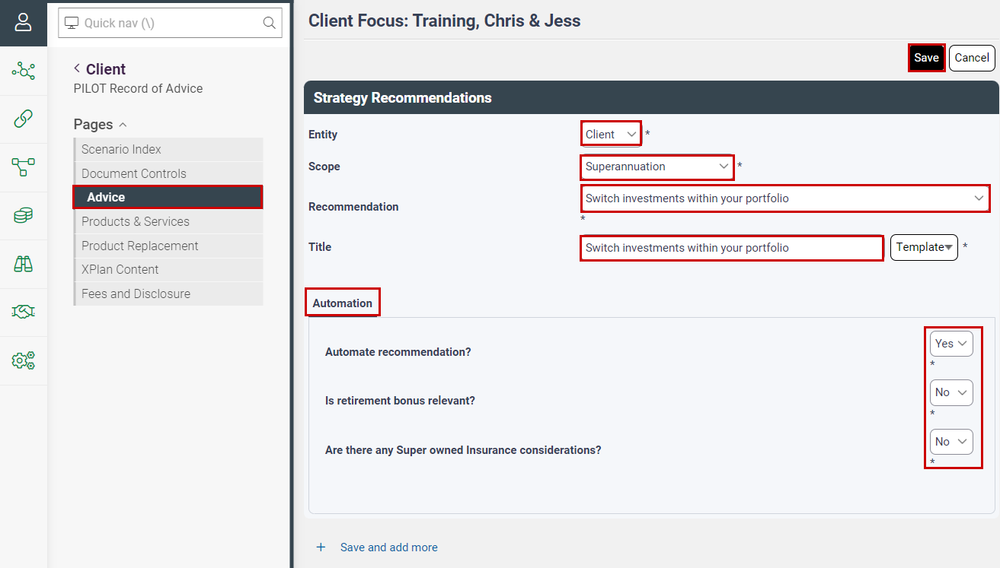 Quick nav (\)
Client
PILOT Record of Advice
Pages
Scenario Index
Document Controls
Advice
Products & Services
Product Replacement
XPlan Content
Fees and Disclosure
Client Focus: Training, Chris & Jess
Save Cancel
Strategy Recommendations
Entity Client *
Scope Superannuation *
Recommendation Switch investments within your portfolio
*
Title Switch investments within your portfolio Template *
Automation
Automate recommendation? Yes
*
Is retirement bonus relevant? No
*
Are there any Super owned Insurance considerations? No
*
+ Save and add more